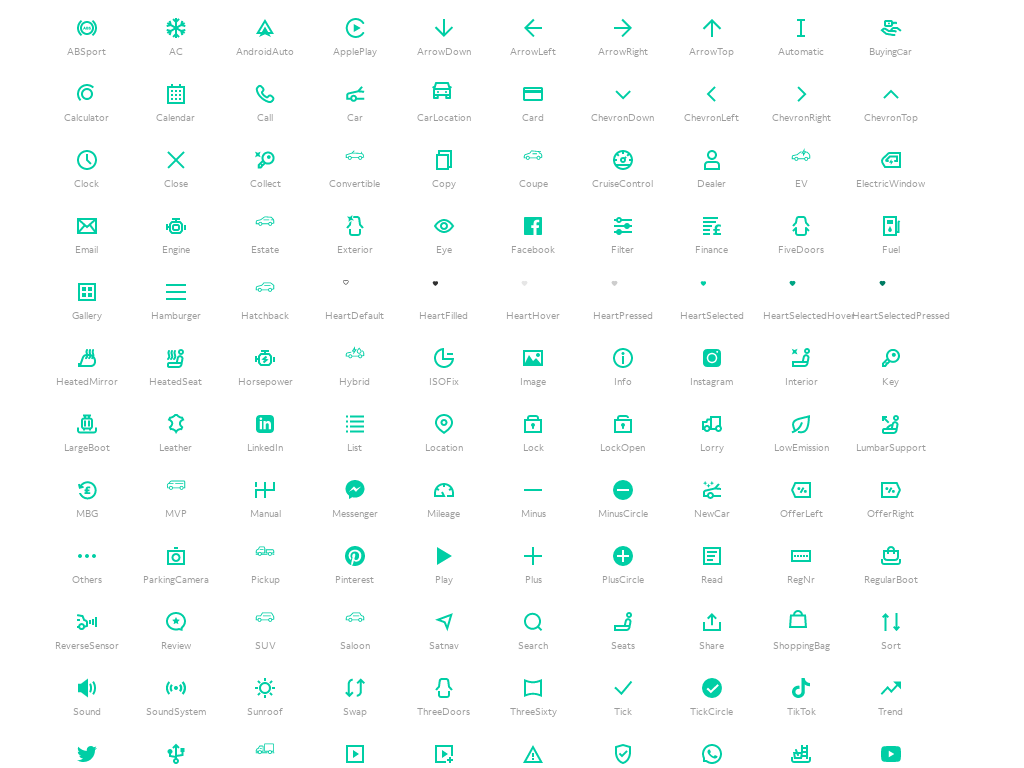 ABSport AC AndroidAuto ApplePlay ArrowDown ArrowLeft ArrowRight ArrowTop Automatic BuyingCar
Calculator Calendar Call Car CarLocation Card ChevronDown ChevronLeft ChevronRight ChevronTop
Clock Close Collect Convertible Copy Coupe CruiseControl Dealer EV ElectricWindow
Email Engine Estate Exterior Eye Facebook Filter Finance FiveDoors Fuel
Gallery Hamburger Hatchback HeartDefault HeartFilled HeartHover HeartPressed HeartSelected HeartSelectedHover HeartSelectedPressed
HeatedMirror HeatedSeat Horsepower Hybrid ISOFix Image Info Instagram Interior Key
LargeBoot Leather LinkedIn List Location Lock LockOpen Lorry LowEmission LumbarSupport
MBG MVP Manual Messenger Mileage Minus MinusCircle NewCar OfferLeft OfferRight
Others ParkingCamera Pickup Pinterest Play Plus PlusCircle Read RegNr RegularBoot
ReverseSensor Review SUV Saloon Satnav Search Seats Share ShoppingBag Sort
Sound SoundSystem Sunroof Swap ThreeDoors ThreeSixty Tick TickCircle TikTok Trend